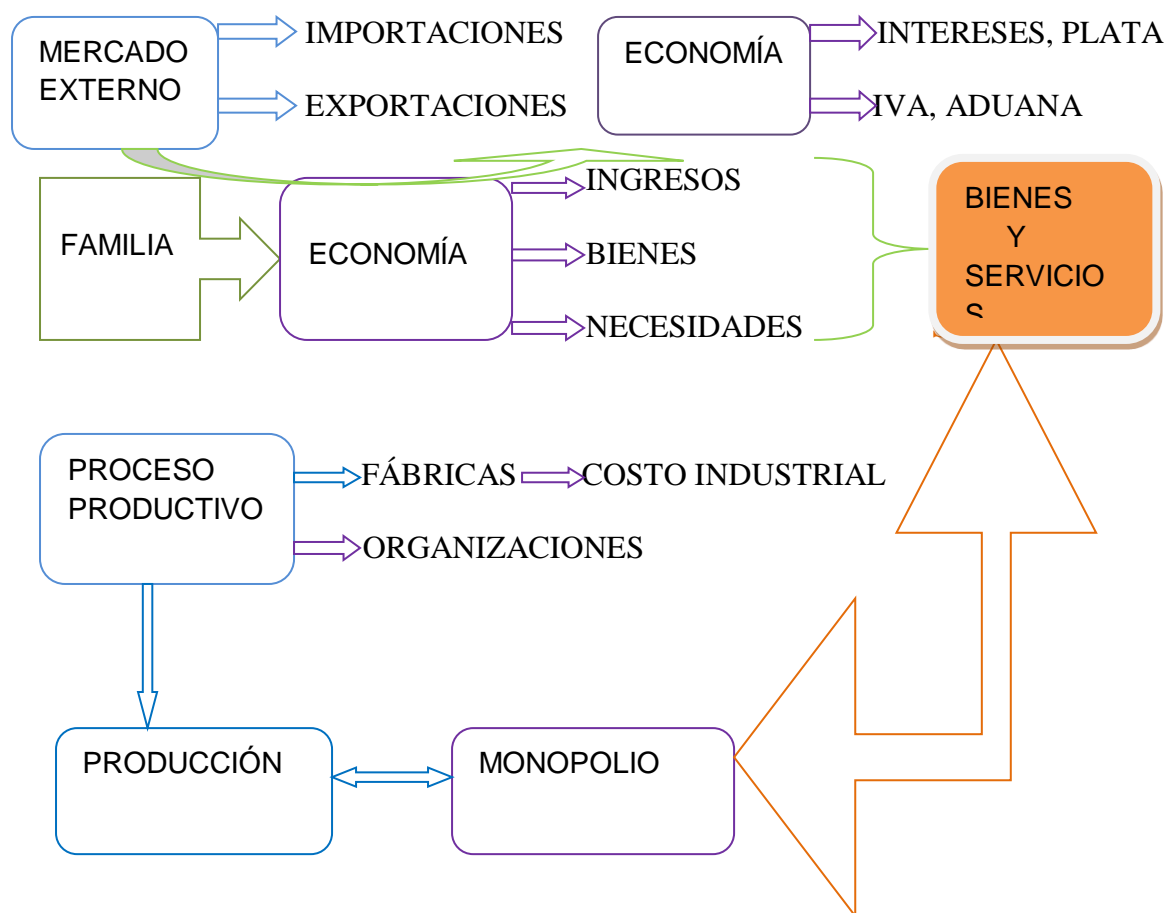 MERCADO
EXTERNO
IMPORTACIONES
EXPORTACIONES
ECONOMÍA
INTERESES, PLATA
IVA, ADUANA
FAMILIA
ECONOMÍA
INGRESOS
BIENES
NECESIDADES
BIENES
Y
SERVICIO
S
PROCESO
PRODUCTIVO
FÁBRICAS
COSTO INDUSTRIAL
ORGANIZACIONES
PRODUCCIÓN
MONOPOLIO